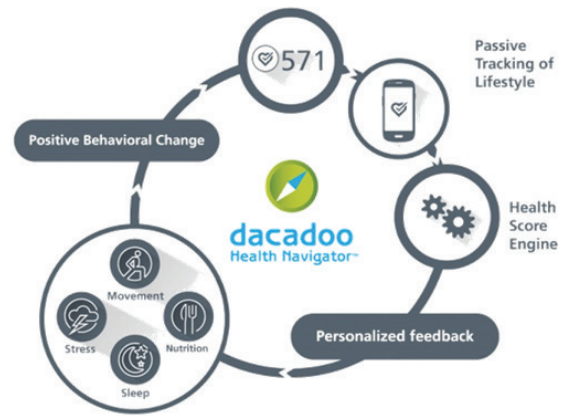 571
Passive
Tracking of
Lifestyle
Positive Behavioral Change
dacadoo
Health Navigator™
Health
Score
Engine
Movement
Stress
Nutrition
Sleep
Personalized feedback